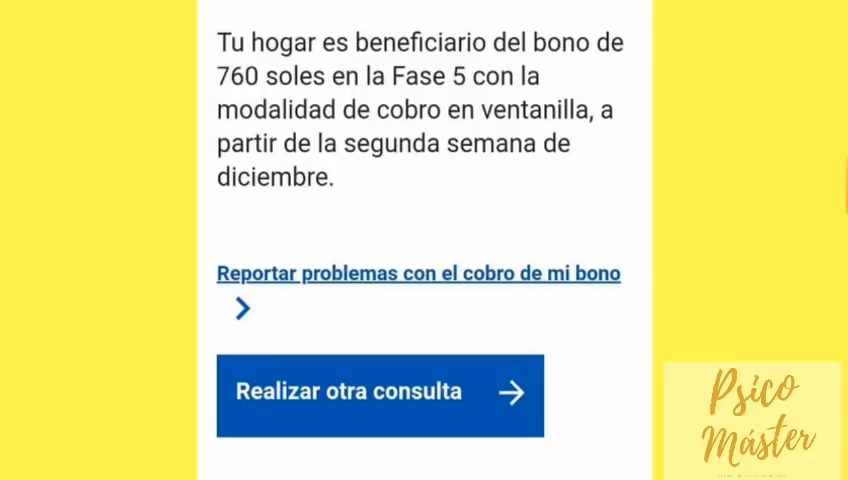 Tu hogar es beneficiario del bono de
760 soles en la Fase 5 con la
modalidad de cobro en ventanilla, a
partir de la segunda semana de
diciembre.
Reportar problemas con el cobro de mi bono
Realizar otra consulta
Psico
Máster